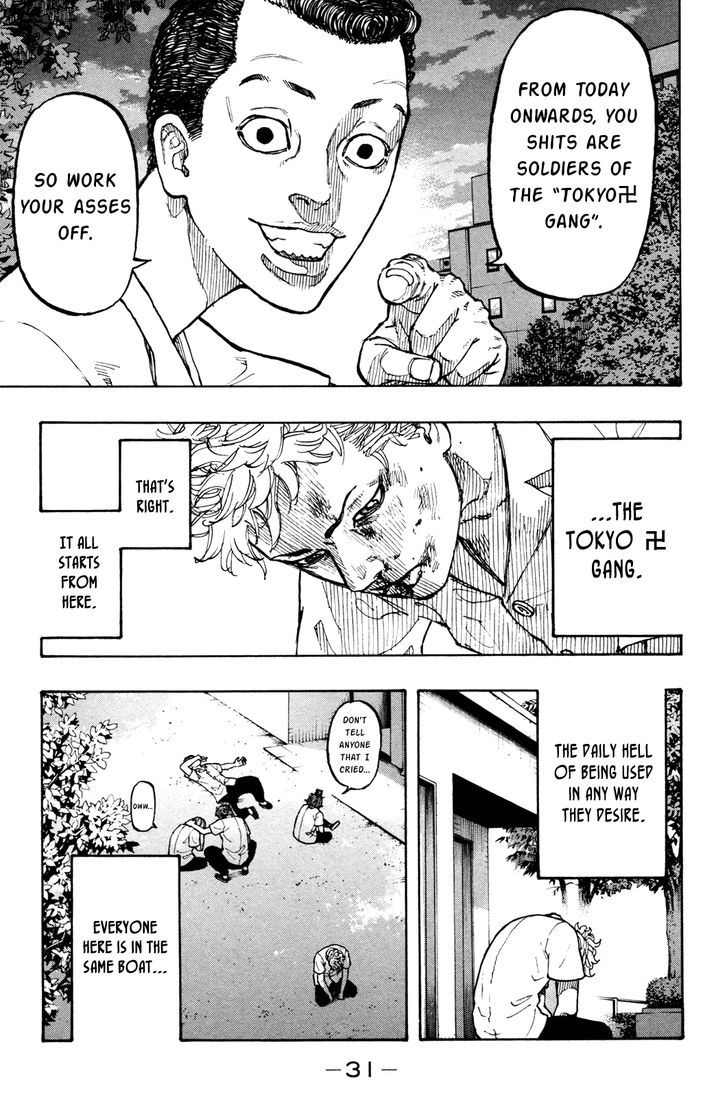 FROM TODAY
ONWARDS, YOU
SHITS ARE
SOLDIERS OF
THE "TOKYO卍
GANG".
SO WORK
YOUR ASSES
OFF.
...THE
TOKYO 卍
GANG.
THAT'S
RIGHT.
IT ALL
STARTS
FROM
HERE.
THE DAILY HELL
OF BEING USED
IN ANY WAY
THEY DESIRE.
DON'T
TELL
ANYONE
THAT I
CRIED...
OWW...
EVERYONE
HERE IS IN THE
SAME BOAT...
—31—